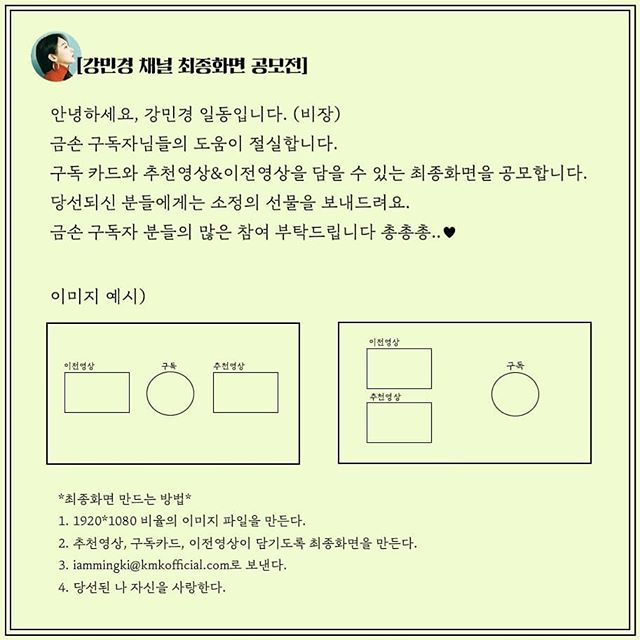 [강민경 채널 최종화면 공모전]
안녕하세요, 강민경 일동입니다. (비장)
금손 구독자님들의 도움이 절실합니다.
구독 카드와 추천영상&이전영상을 담을 수 있는 최종화면을 공모합니다.
당선되신 분들에게는 소정의 선물을 보내드려요.
금손 구독자 분들의 많은 참여 부탁드립니다 총총총..♥
이미지 예시)
이전영상
구독
추천영상
이전영상
추천영상
구독
*최종화면 만드는 방법*
1. 1920*1080 비율의 이미지 파일을 만든다.
2. 추천영상, 구독카드, 이전영상이 담기도록 최종화면을 만든다.
3. iammingki@kmkofficial.com로 보낸다.
4. 당선된 나 자신을 사랑한다.